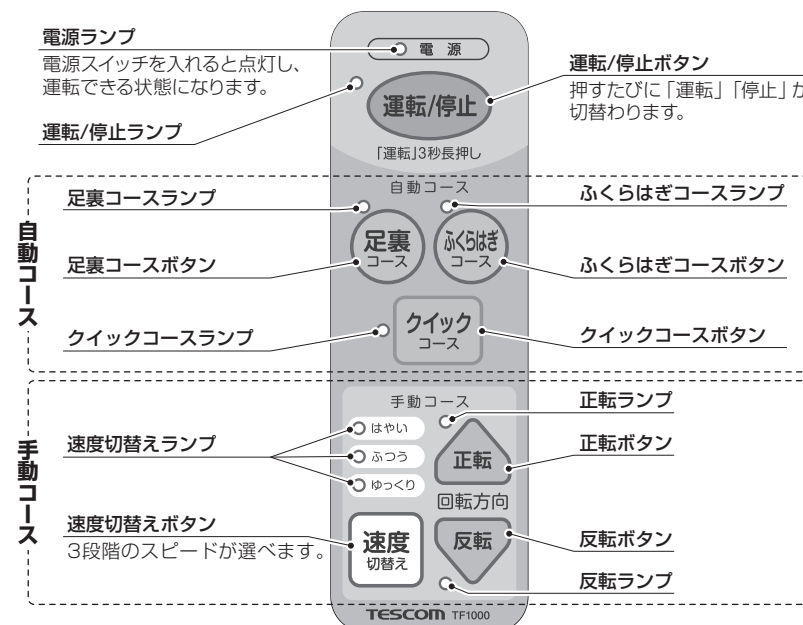 電源ランプ
電源スイッチを入れると点灯し、
運転できる状態になります。
運転/停止ランプ
電 源
運転/停止
「運転」3秒長押し
運転/停止ボタン
押すたびに「運転」「停止」が
切替わります。
自動コース
自動コース
足裏コースランプ
ふくらはぎコースランプ
足裏
コース
ふくらはぎ
コース
足裏コースボタン
ふくらはぎコースボタン
クイックコースランプ
クイック
コース
クイックコースボタン
手動コース
手動コース
速度切替えランプ
はやい
ふつう
ゆっくり
正転ランプ
正転
正転ボタン
回転方向
速度切替えボタン
3段階のスピードが選べます。
速度
切替え
反転
反転ボタン
反転ランプ
TESCOM TF1000